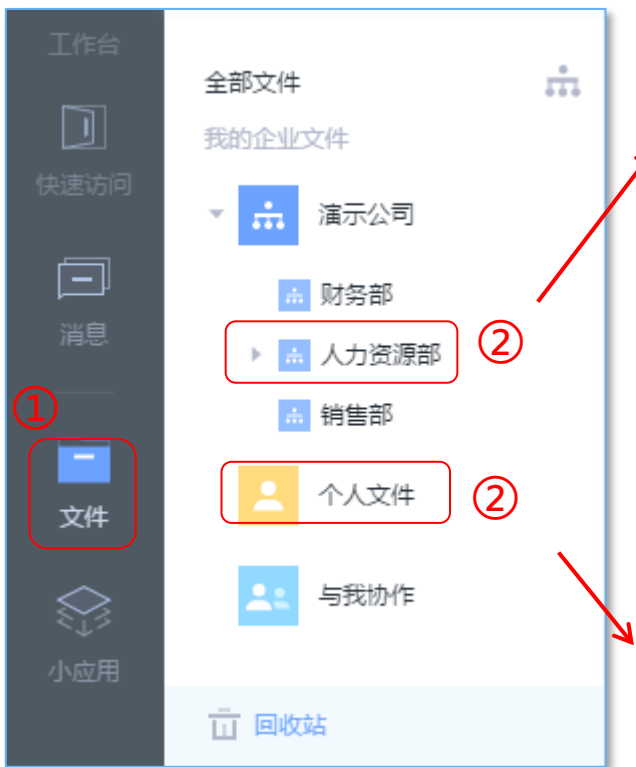 工作台
快速访问
消息
①
文件
小应用
全部文件
我的企业文件
演示公司
财务部
人力资源部
②
销售部
个人文件
②
与我协作
回收站